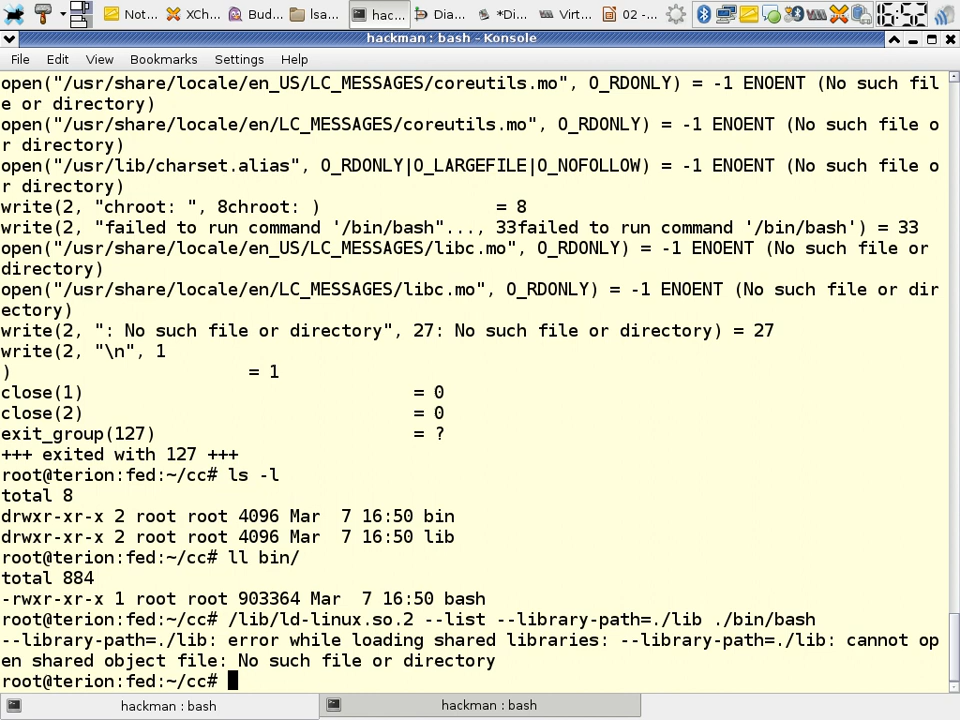 Not...
XCh...
Bud...
lsa...
hac...
Dia...
*Di...
Virt...
02 -...
16:52
hackman : bash - Konsole
File Edit View Bookmarks Settings Help
open("/usr/share/locale/en_US/LC_MESSAGES/coreutils.mo", O_RDONLY) = -1 ENOENT (No such fil
e or directory)
open("/usr/share/locale/en/LC_MESSAGES/coreutils.mo", O_RDONLY) = -1 ENOENT (No such file o
r directory)
open("/usr/lib/charset.alias", O_RDONLY|O_LARGEFILE|O_NOFOLLOW) = -1 ENOENT (No such file o
r directory)
write(2, "chroot: ", 8chroot: )                 = 8
write(2, "failed to run command '/bin/bash"..., 33failed to run command '/bin/bash') = 33
open("/usr/share/locale/en_US/LC_MESSAGES/libc.mo", O_RDONLY) = -1 ENOENT (No such file or
directory)
open("/usr/share/locale/en/LC_MESSAGES/libc.mo", O_RDONLY) = -1 ENOENT (No such file or dir
ectory)
write(2, ": No such file or directory", 27: No such file or directory) = 27
write(2, "\n", 1
)                       = 1
close(1)                                = 0
close(2)                                = 0
exit_group(127)                         = ?
+++ exited with 127 +++
root@terion:fed:~/cc# ls -l
total 8
drwxr-xr-x 2 root root 4096 Mar  7 16:50 bin
drwxr-xr-x 2 root root 4096 Mar  7 16:50 lib
root@terion:fed:~/cc# ll bin/
total 884
-rwxr-xr-x 1 root root 903364 Mar  7 16:50 bash
root@terion:fed:~/cc# /lib/ld-linux.so.2 --list --library-path=./lib ./bin/bash
--library-path=./lib: error while loading shared libraries: --library-path=./lib: cannot op
en shared object file: No such file or directory
root@terion:fed:~/cc#
hackman : bash
hackman : bash